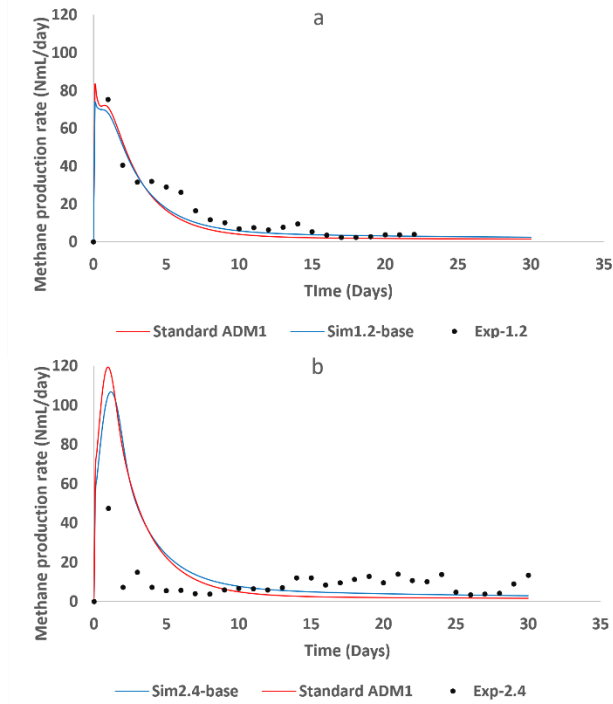 a
Methane production rate (NmL/day)
120
100
80
60
40
20
0
0 5 10 15 20 25 30 35
TIme (Days)
Standard ADM1 Sim1.2-base Exp-1.2
b
Methane production rate (NmL/day)
120
100
80
60
40
20
0
0 5 10 15 20 25 30 35
Time (Days)
Sim2.4-base Standard ADM1 Exp-2.4